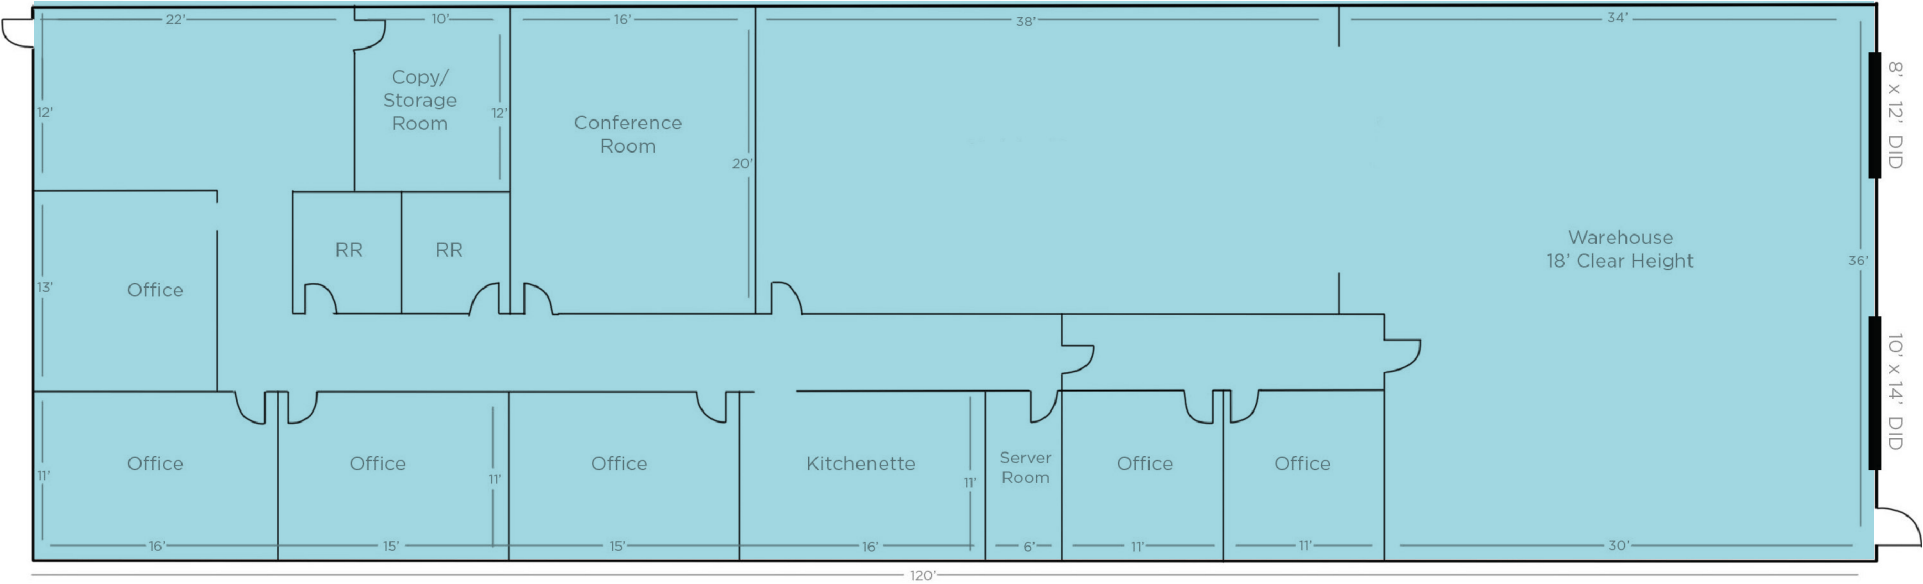 22'
10'
16'
38'
34'
Copy/
Storage
Room
12'
12'
Conference
Room
20'
8' x 12' DID
RR
RR
Office
13'
Warehouse
18' Clear Height
36'
10' x 14' DID
Office
Office
Office
Kitchenette
Server
Room
Office
Office
11'
11'
11'
16'
15'
15'
16'
6'
11'
11'
30'
120'